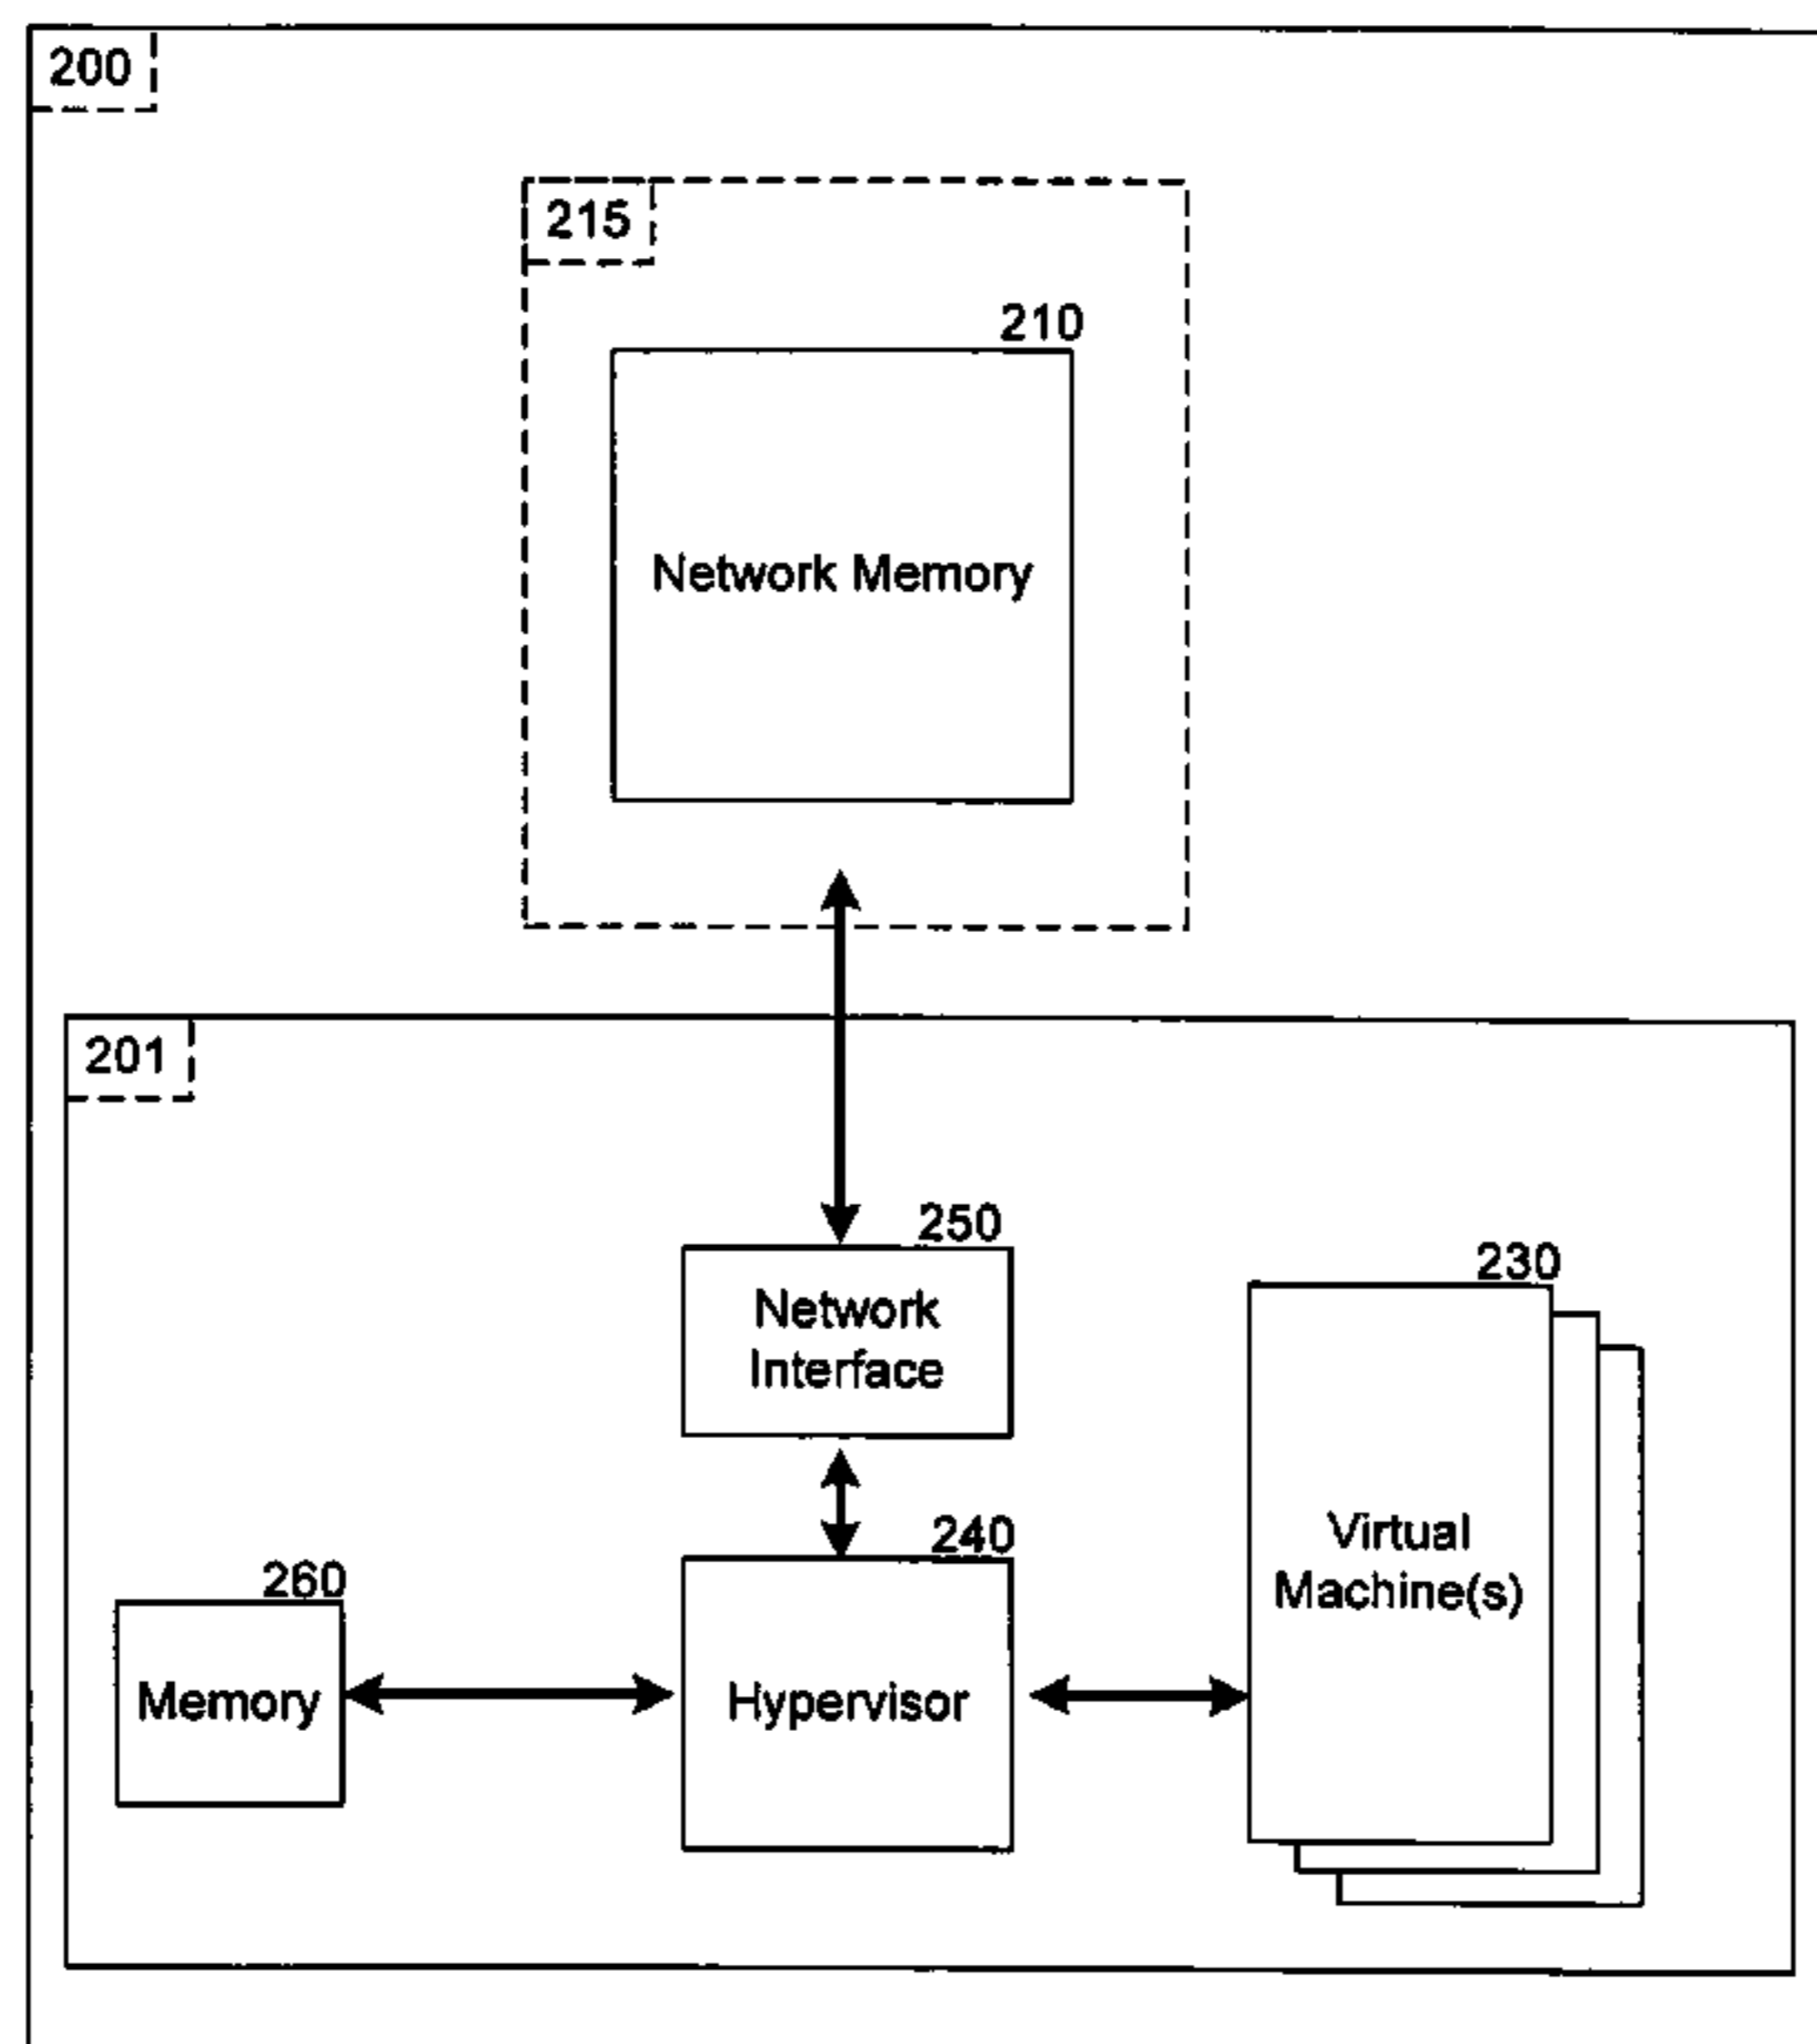 200
215
210
Network Memory
201
250
Network
Interface
230
Virtual
Machine(s)
240
Hypervisor
260
Memory